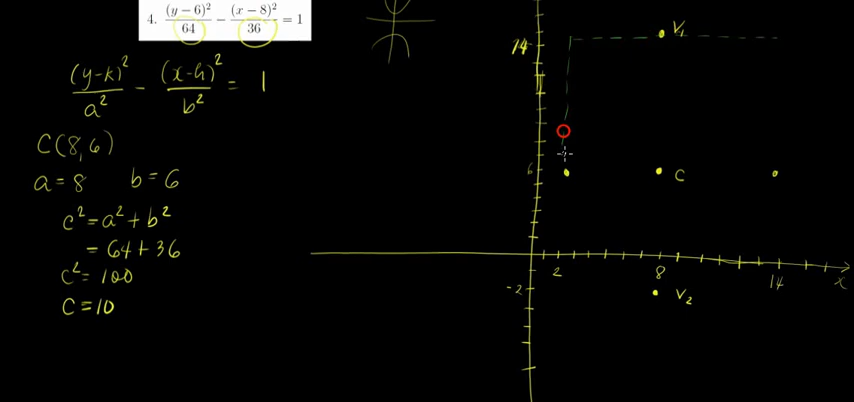 4. (y − 6)²/64 − (x − 8)²/36 = 1
(y-k)²/a² - (x-h)²/b² = 1
C(8,6)
a = 8 b = 6
c² = a² + b²
= 64 + 36
c² = 100
c = 10
V₁
14
6
C
2
8
14
x
-2
V₂